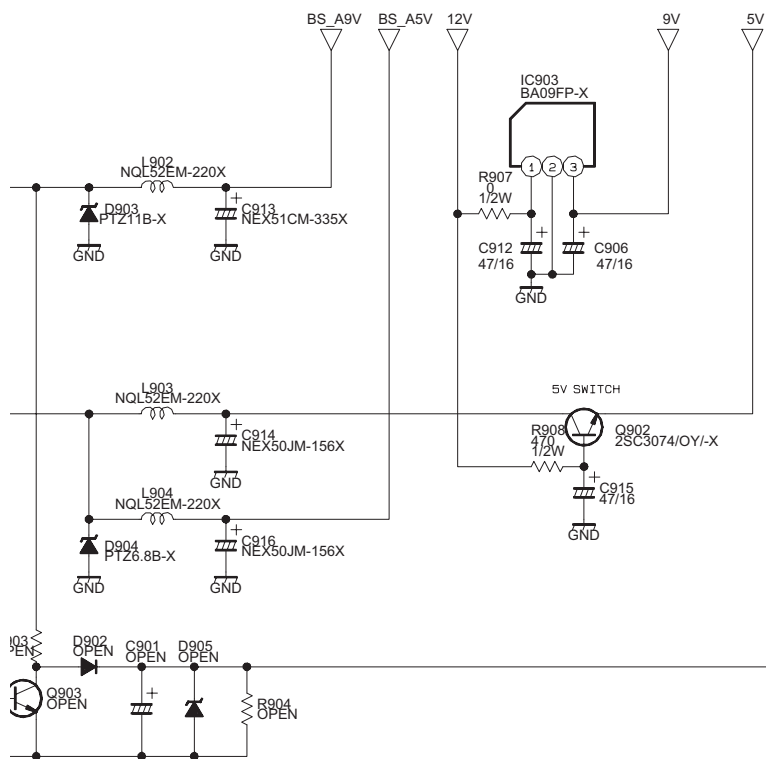 BS_A9V
BS_A5V
12V
9V
5V
IC903
BA09FP-X
1 2 3
L902
NQL52EM-220X
R907
0
1/2W
D903
PTZ11B-X
C913
NEX51CM-335X
GND
GND
C912
47/16
C906
47/16
GND
L903
NQL52EM-220X
5V SWITCH
C914
NEX50JM-156X
GND
R908
470
1/2W
Q902
2SC3074/OY/-X
L904
NQL52EM-220X
C915
47/16
GND
D904
PTZ6.8B-X
C916
NEX50JM-156X
GND
GND
D902
OPEN
C901
OPEN
D905
OPEN
Q903
OPEN
R904
OPEN